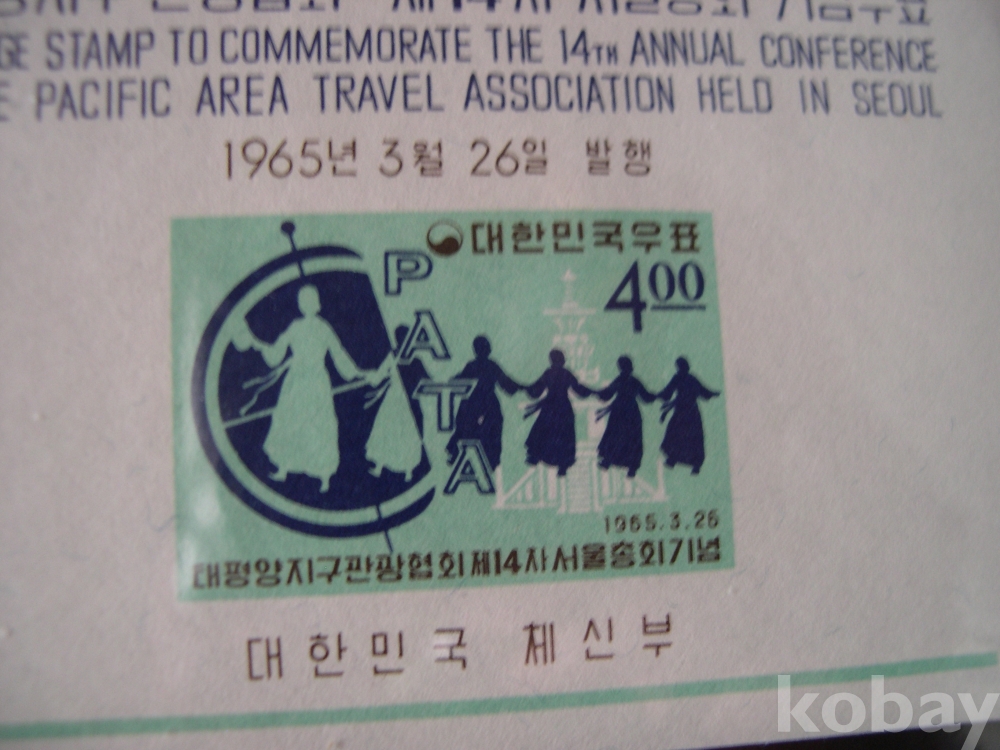 GE STAMP TO COMMEMORATE THE 14TH ANNUAL CONFERENCE
E PACIFIC AREA TRAVEL ASSOCIATION HELD IN SEOUL
1965년 3월 26일 발행
대한민국우표
400
PATA
1965.3.26
태평양지구관광협회제14차서울총회기념
대한민국 체신부
kobay